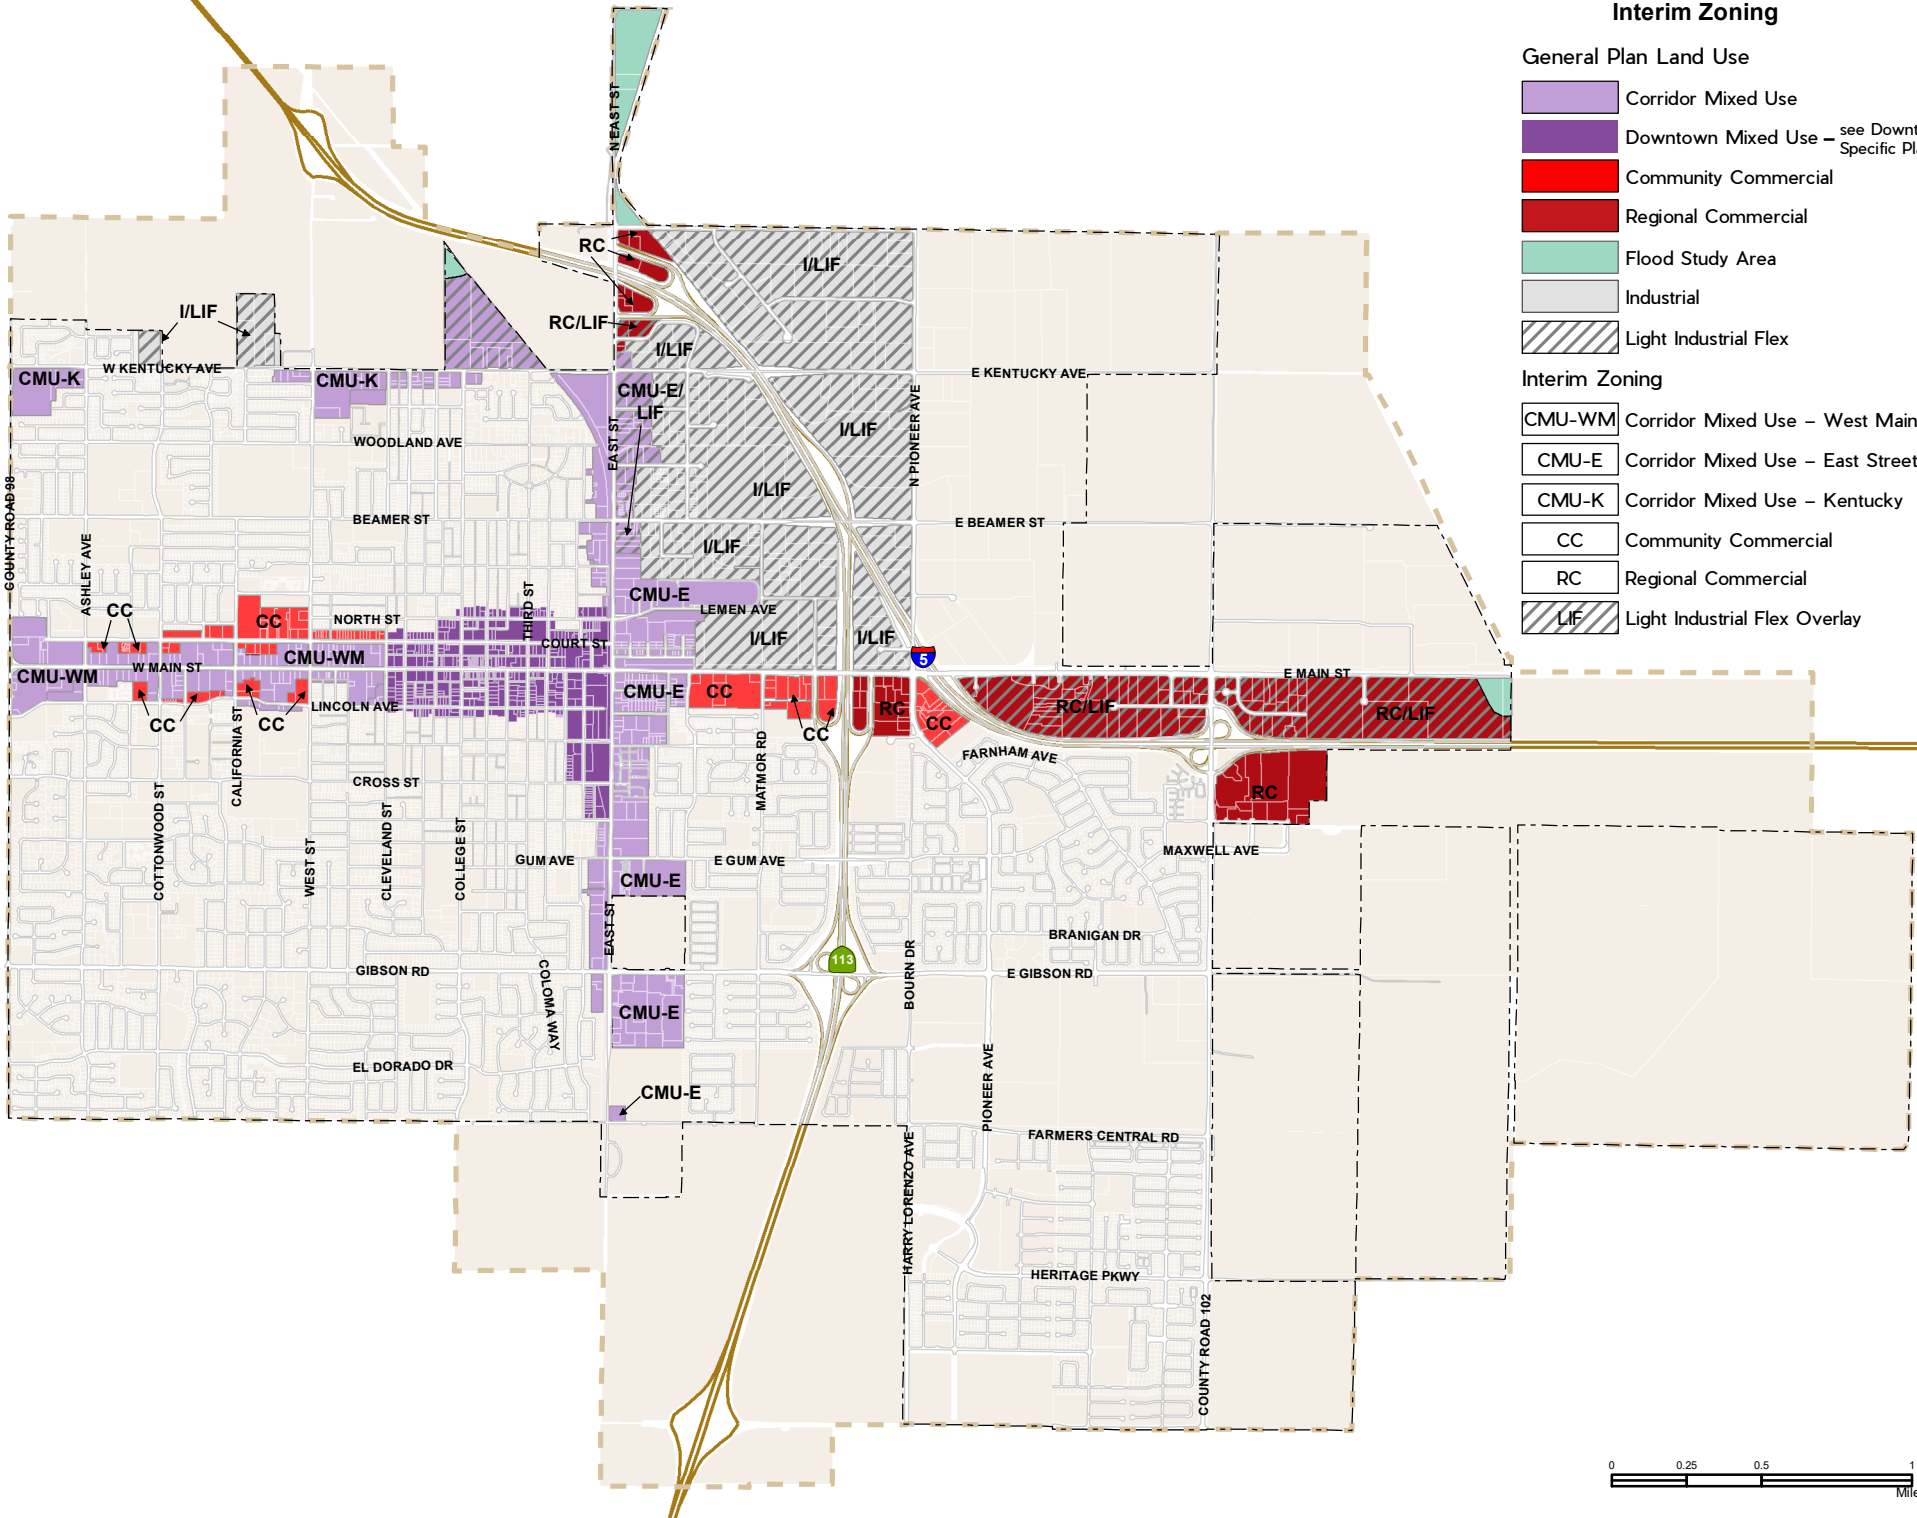 Interim Zoning
General Plan Land Use
Corridor Mixed Use
Downtown Mixed Use –
see Downt
Specific Pla
Community Commercial
Regional Commercial
Flood Study Area
Industrial
Light Industrial Flex
Interim Zoning
CMU-WM Corridor Mixed Use – West Main
CMU-E Corridor Mixed Use – East Street
CMU-K Corridor Mixed Use – Kentucky
CC Community Commercial
RC Regional Commercial
LIF Light Industrial Flex Overlay
N EAST ST
RC
I/LIF
I/LIF
RC/LIF
I/LIF
W KENTUCKY AVE
E KENTUCKY AVE
CMU-K
CMU-K
CMU-E/
LIF
N PIONEER AVE
I/LIF
WOODLAND AVE
EAST ST
COUNTY ROAD 98
I/LIF
BEAMER ST
E BEAMER ST
I/LIF
ASHLEY AVE
THIRD ST
CMU-E
LEMEN AVE
CC
CC
NORTH ST
COURT ST
I/LIF
I/LIF
CMU-WM
5
W MAIN ST
E MAIN ST
CMU-WM
CMU-E
CC
RC
RC/LIF
RC/LIF
LINCOLN AVE
CC
CC
CC
CC
CALIFORNIA ST
FARNHAM AVE
MATMOR RD
CROSS ST
RC
COTTONWOOD ST
WEST ST
CLEVELAND ST
COLLEGE ST
GUM AVE
E GUM AVE
MAXWELL AVE
CMU-E
EAST ST
BRANIGAN DR
113
GIBSON RD
E GIBSON RD
BOURN DR
COLOMA WAY
CMU-E
EL DORADO DR
CMU-E
PIONEER AVE
FARMERS CENTRAL RD
HARRY LORENZO AVE
HERITAGE PKWY
COUNTY ROAD 102
0 0.25 0.5 1
Mile